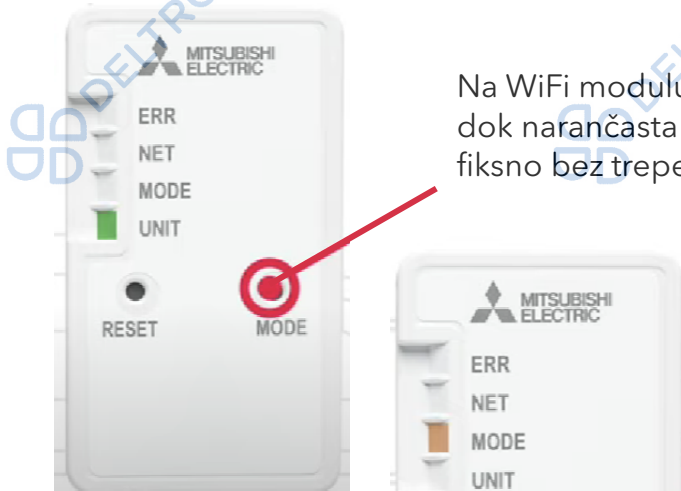 MITSUBISHI
ELECTRIC
ERR
NET
MODE
UNIT
RESET
MODE
Na WiFi modulu
dok narančasta
fiksno bez
MITSUBISHI
ELECTRIC
ERR
NET
MODE
UNIT